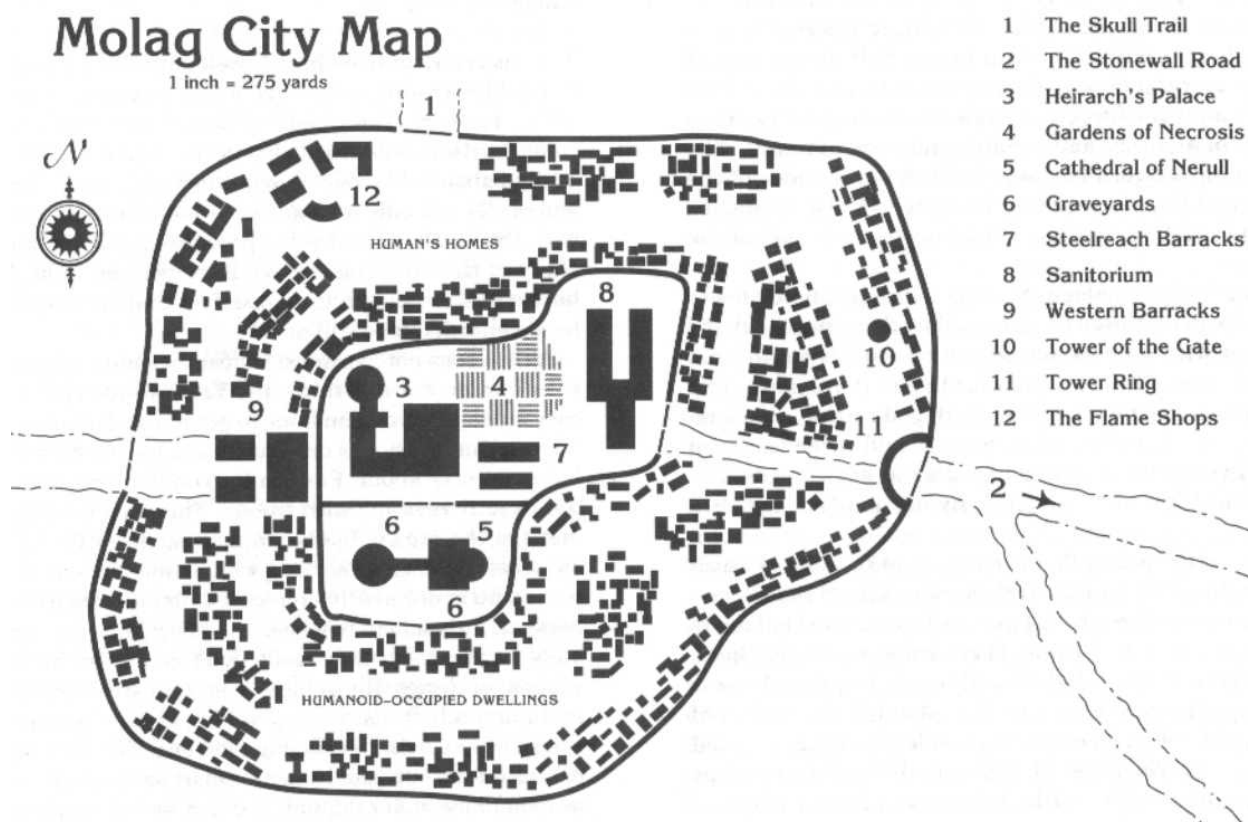 Molag City Map
1 inch = 275 yards
N
1 The Skull Trail
2 The Stonewall Road
3 Heirarch's Palace
4 Gardens of Necrosis
5 Cathedral of Nerull
6 Graveyards
7 Steelreach Barracks
8 Sanitorium
9 Western Barracks
10 Tower of the Gate
11 Tower Ring
12 The Flame Shops
1
12
HUMAN'S HOMES
8
10
3
4
9
11
7
2
6
5
6
HUMANOID-OCCUPIED DWELLINGS